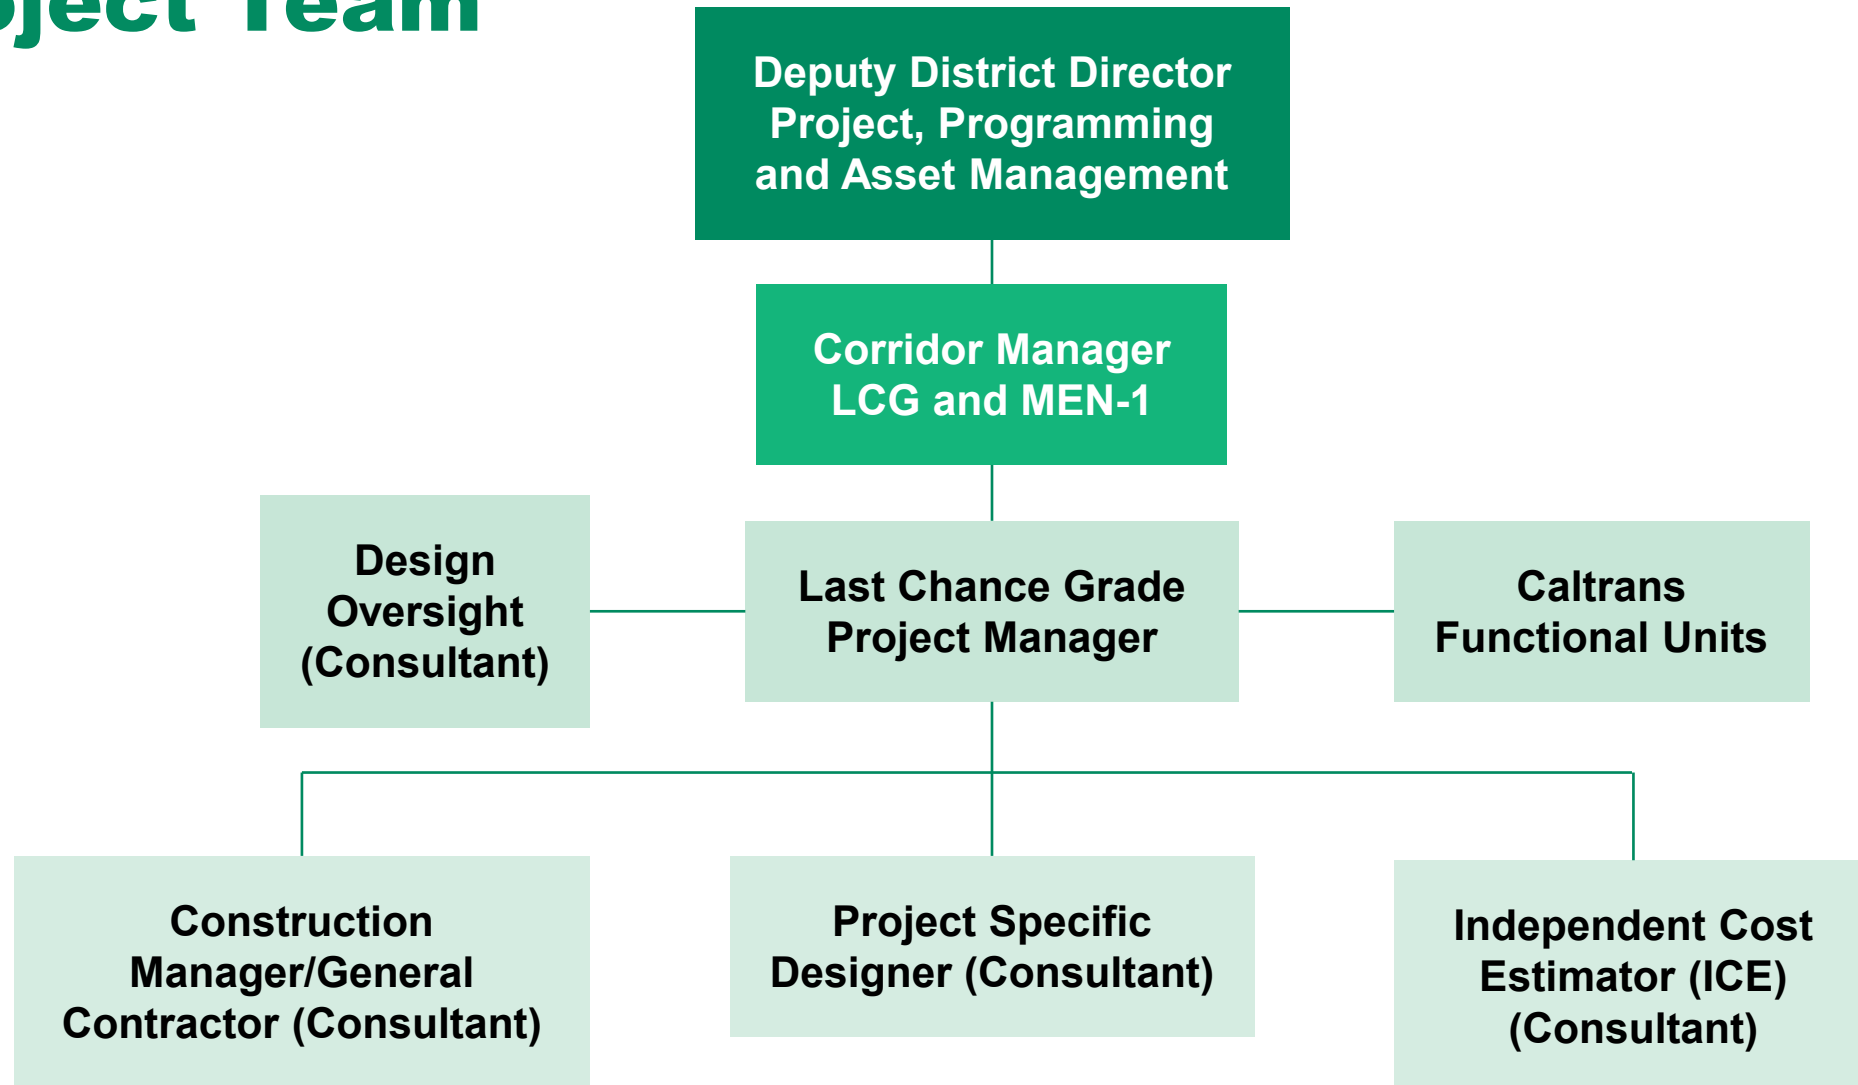 oject Team
Deputy District Director
Project, Programming
and Asset Management
Corridor Manager
LCG and MEN-1
Design
Oversight
(Consultant)
Last Chance Grade
Project Manager
Caltrans
Functional Units
Construction
Manager/General
Contractor (Consultant)
Project Specific
Designer (Consultant)
Independent Cost
Estimator (ICE)
(Consultant)